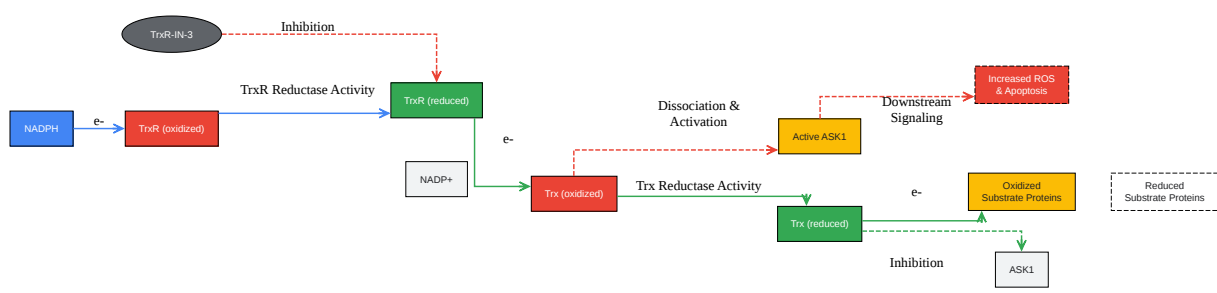 TrxR-IN-3
Inhibition
NADPH
e-
TrxR (oxidized)
TrxR Reductase Activity
TrxR (reduced)
NADP+
e-
Trx (oxidized)
Dissociation &
Activation
Active ASK1
Downstream
Signaling
Increased ROS
& Apoptosis
Trx Reductase Activity
Trx (reduced)
e-
Oxidized
Substrate Proteins
Reduced
Substrate Proteins
Inhibition
ASK1